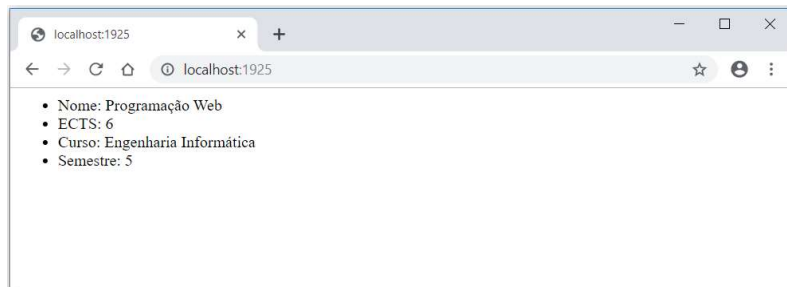 localhost:1925
localhost:1925
Nome: Programação Web
ECTS: 6
Curso: Engenharia Informática
Semestre: 5